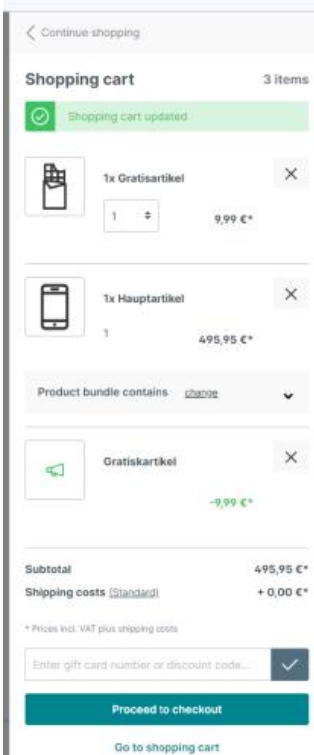 Continue shopping
Shopping cart 3 items
Shopping cart updated
1x Gratisartikel
1 9,99 €*
1x Hauptartikel
1 495,95 €*
Product bundle contains change
Gratiskartikel
-9,99 €*
Subtotal 495,95 €*
Shipping costs (Standard) + 0,00 €*
* Prices incl. VAT plus shipping costs
Enter gift card number or discount code...
Proceed to checkout
Go to shopping cart